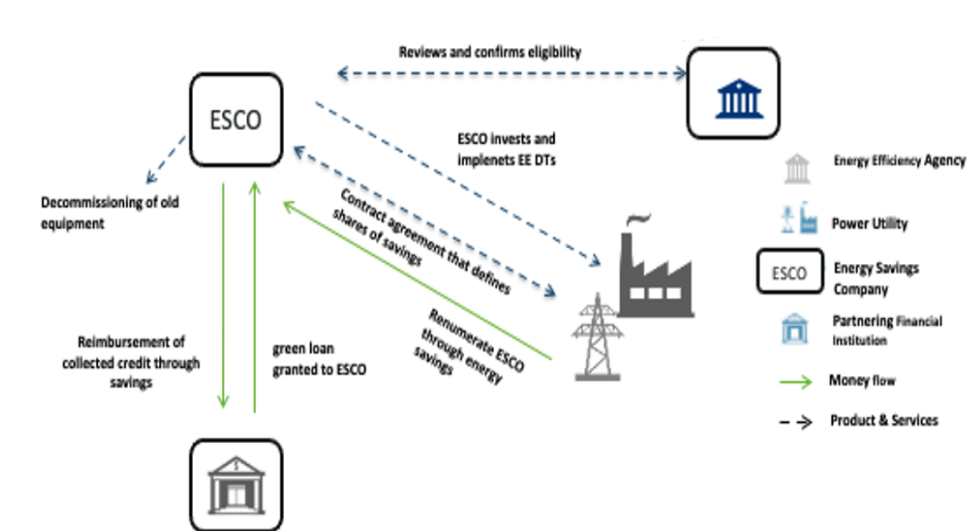 Reviews and confirms eligibility
ESCO
ESCO invests and
implenets EE DTs
Energy Efficiency Agency
Decommissioning of old
equipment
Contract agreement that defines
shares of savings
Power Utility
ESCO
Energy Savings
Company
Renumerate ESCO
through energy
savings
Partnering Financial
Institution
Reimbursement of
collected credit through
savings
green loan
granted to ESCO
Money flow
Product & Services